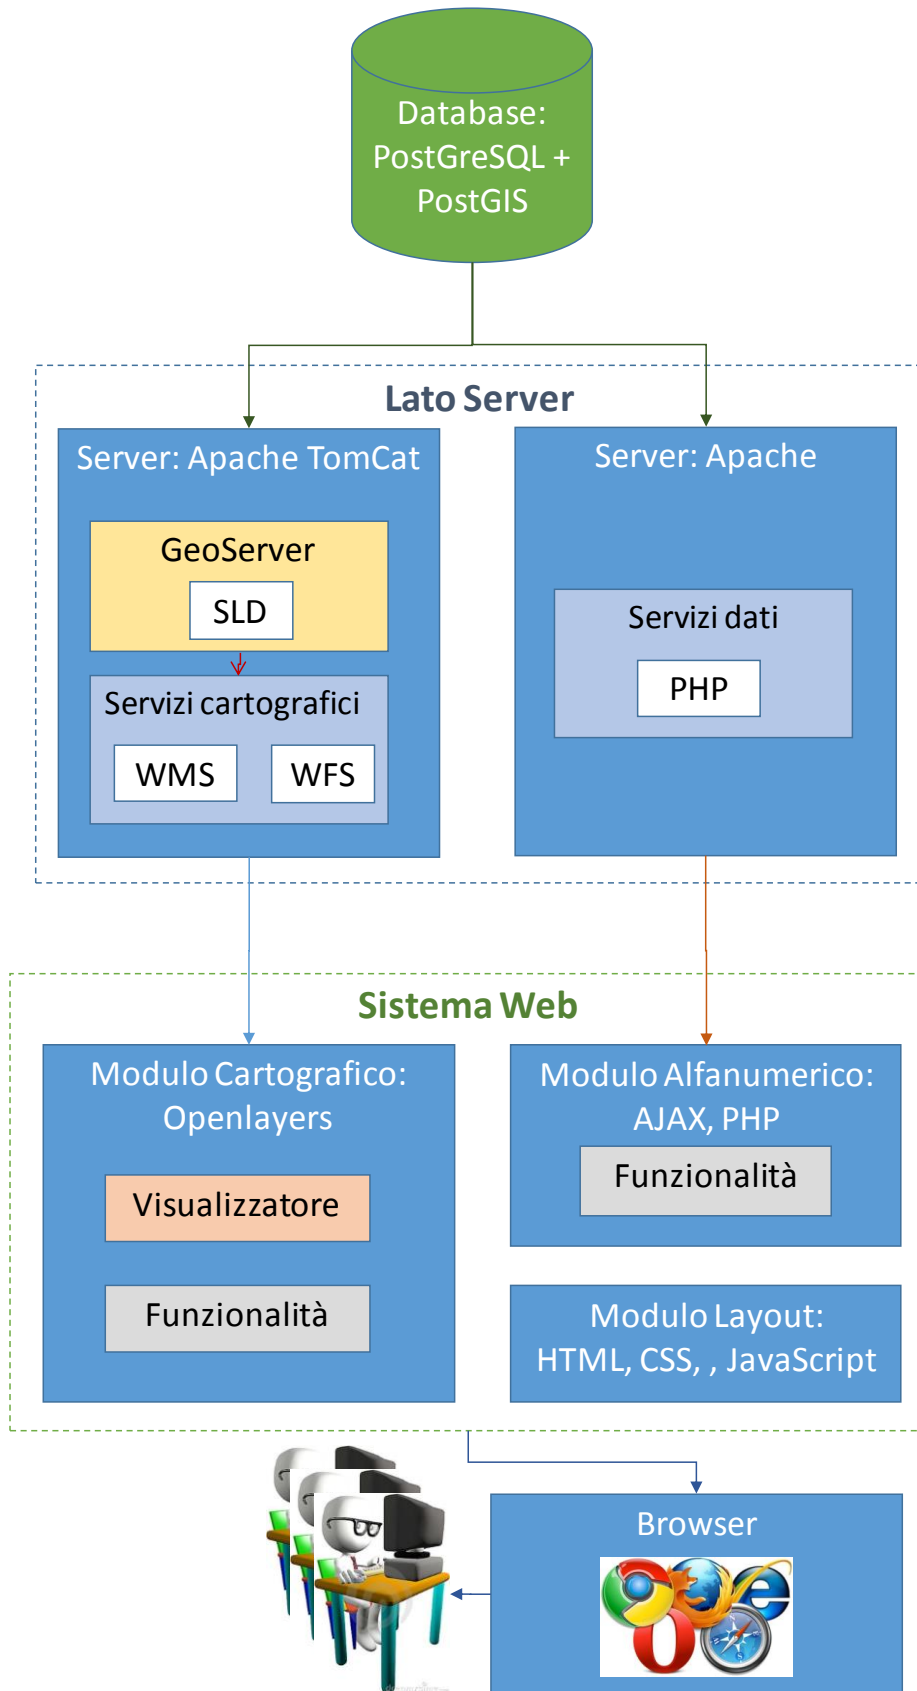 Database:
PostGreSQL +
PostGIS
Lato Server
Server: Apache TomCat
GeoServer
SLD
Servizi cartografici
WMS
WFS
Server: Apache
Servizi dati
PHP
Sistema Web
Modulo Cartografico:
Openlayers
Visualizzatore
Funzionalità
Modulo Alfanumerico:
AJAX, PHP
Funzionalità
Modulo Layout:
HTML, CSS, , JavaScript
Browser